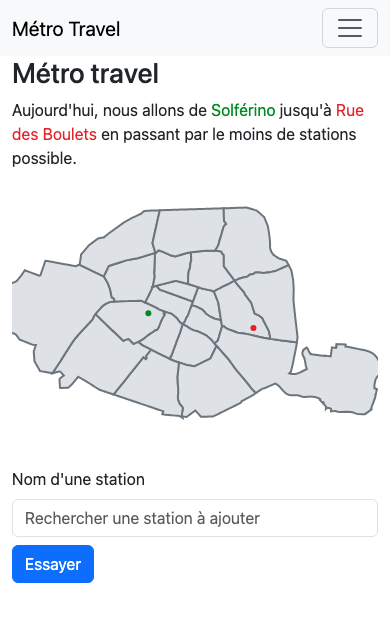 Métro Travel
Métro travel
Aujourd'hui, nous allons de Solférino jusqu'à Rue
des Boulets en passant par le moins de stations
possible.
Nom d'une station
Rechercher une station à ajouter
Essayer